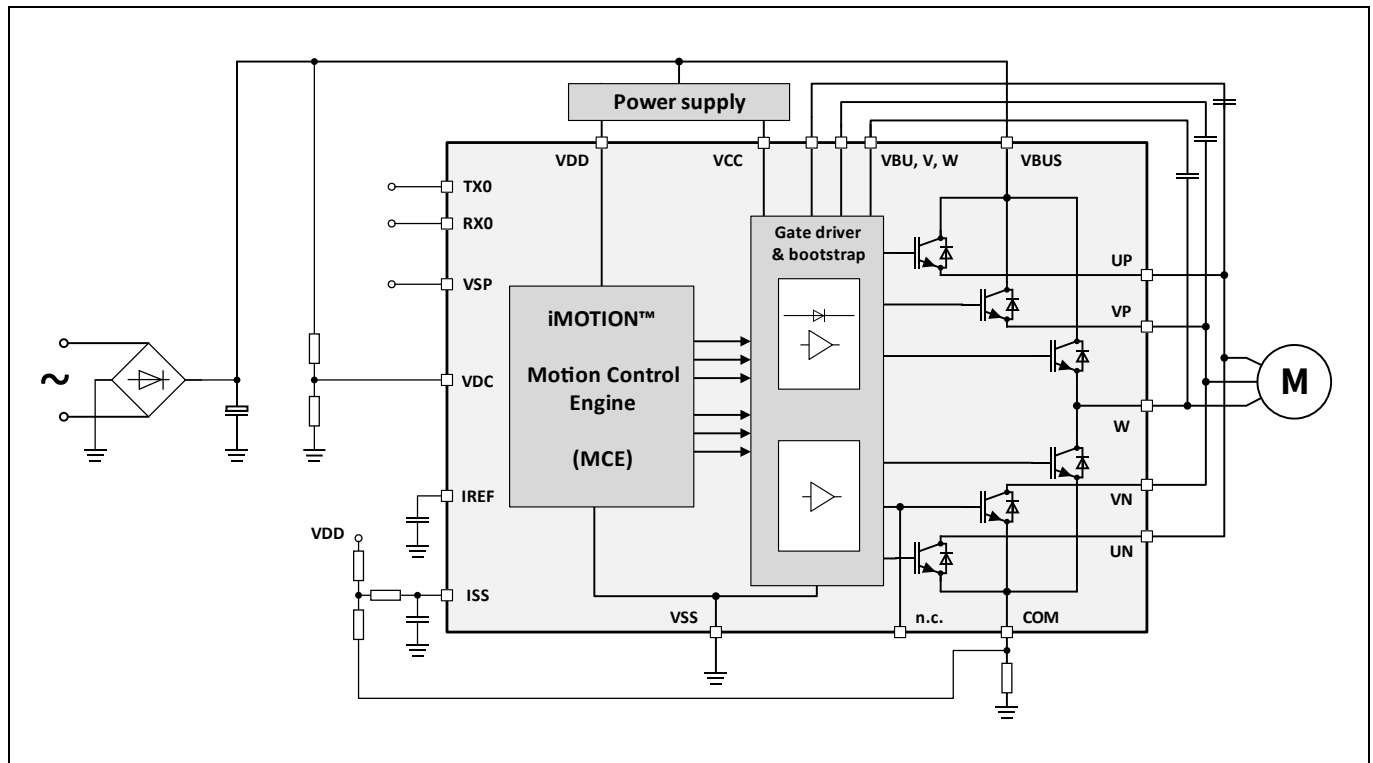 Power supply
VDD
VCC
VBU, V, W
VBUS
TX0
RX0
VSP
VDC
IREF
VDD
ISS
iMOTION™
Motion Control
Engine
(MCE)
Gate driver
& bootstrap
UP
VP
W
VN
UN
M
VSS
n.c.
COM
~